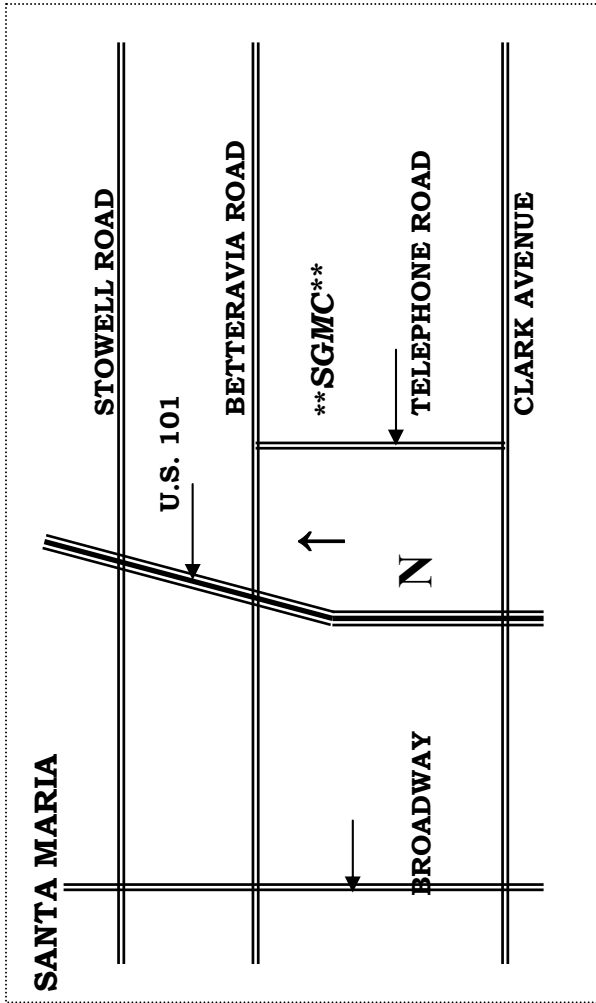 SANTA MARIA
STOWELL ROAD
U.S. 101
BETTERAVIA ROAD
**SGMC**
N
BROADWAY
TELEPHONE ROAD
CLARK AVENUE